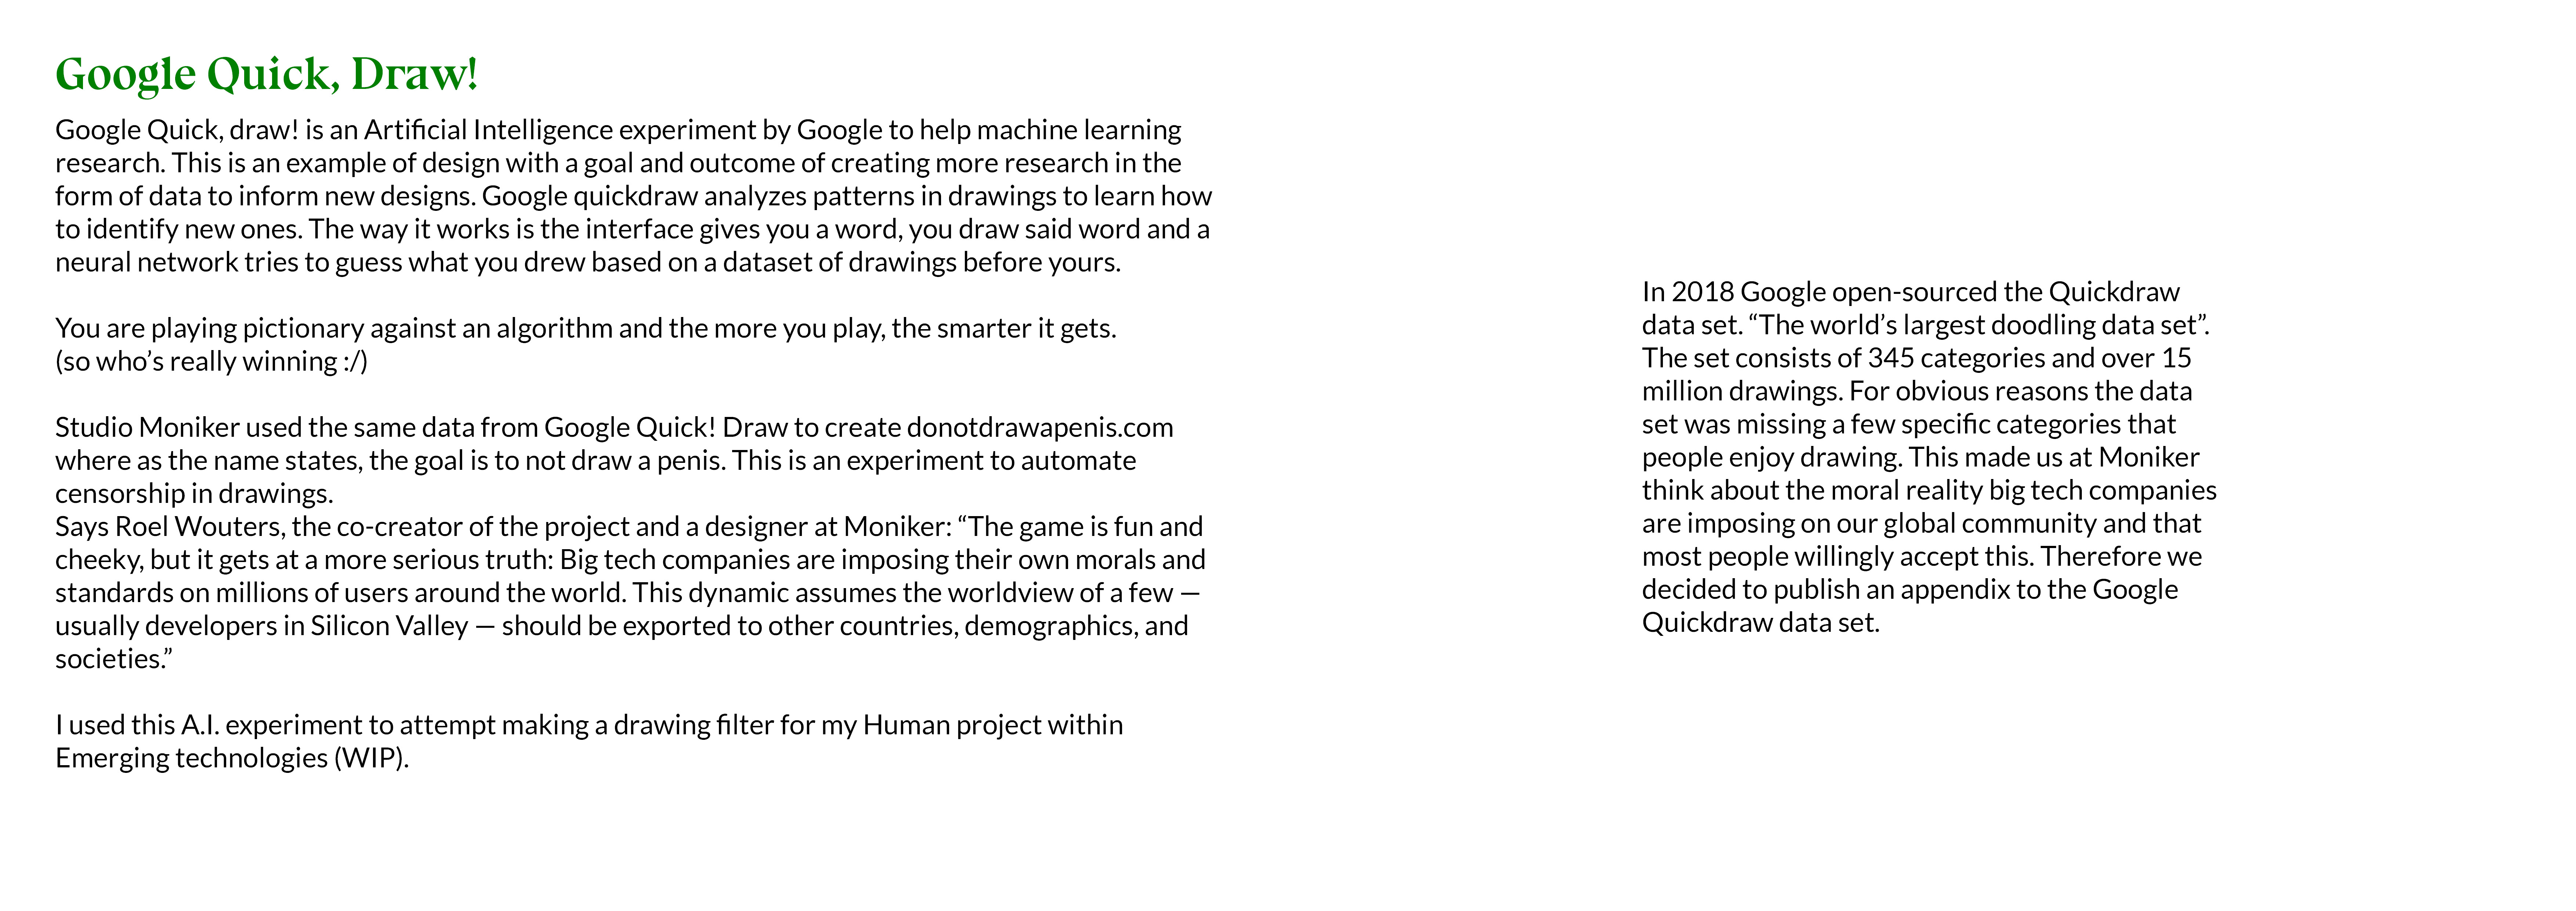 Google Quick, Draw!
Google Quick, draw! is an Artificial Intelligence experiment by Google to help machine learning
research. This is an example of design with a goal and outcome of creating more research in the
form of data to inform new designs. Google quickdraw analyzes patterns in drawings to learn how
to identify new ones. The way it works is the interface gives you a word, you draw said word and a
neural network tries to guess what you drew based on a dataset of drawings before yours.
You are playing pictionary against an algorithm and the more you play, the smarter it gets.
(so who’s really winning :/)
Studio Moniker used the same data from Google Quick! Draw to create donotdrawapenis.com
where as the name states, the goal is to not draw a penis. This is an experiment to automate
censorship in drawings.
Says Roel Wouters, the co-creator of the project and a designer at Moniker: “The game is fun and
cheeky, but it gets at a more serious truth: Big tech companies are imposing their own morals and
standards on millions of users around the world. This dynamic assumes the worldview of a few —
usually developers in Silicon Valley — should be exported to other countries, demographics, and
societies.”
I used this A.I. experiment to attempt making a drawing filter for my Human project within
Emerging technologies (WIP).
In 2018 Google open-sourced the Quickdraw
data set. “The world’s largest doodling data set”.
The set consists of 345 categories and over 15
million drawings. For obvious reasons the data
set was missing a few specific categories that
people enjoy drawing. This made us at Moniker
think about the moral reality big tech companies
are imposing on our global community and that
most people willingly accept this. Therefore we
decided to publish an appendix to the Google
Quickdraw data set.